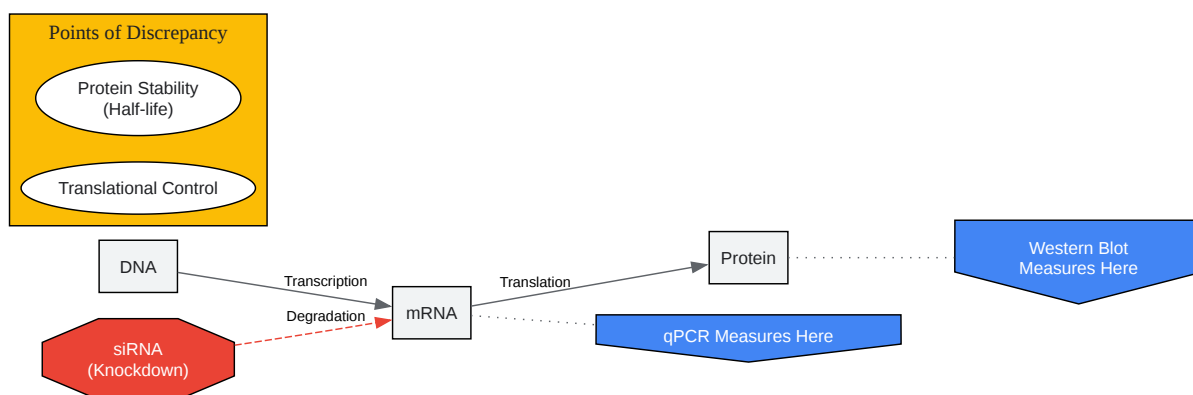 Points of Discrepancy
Protein Stability
(Half-life)
Translational Control
DNA
Transcription
siRNA
(Knockdown)
Degradation
mRNA
Translation
Protein
qPCR Measures Here
Western Blot
Measures Here